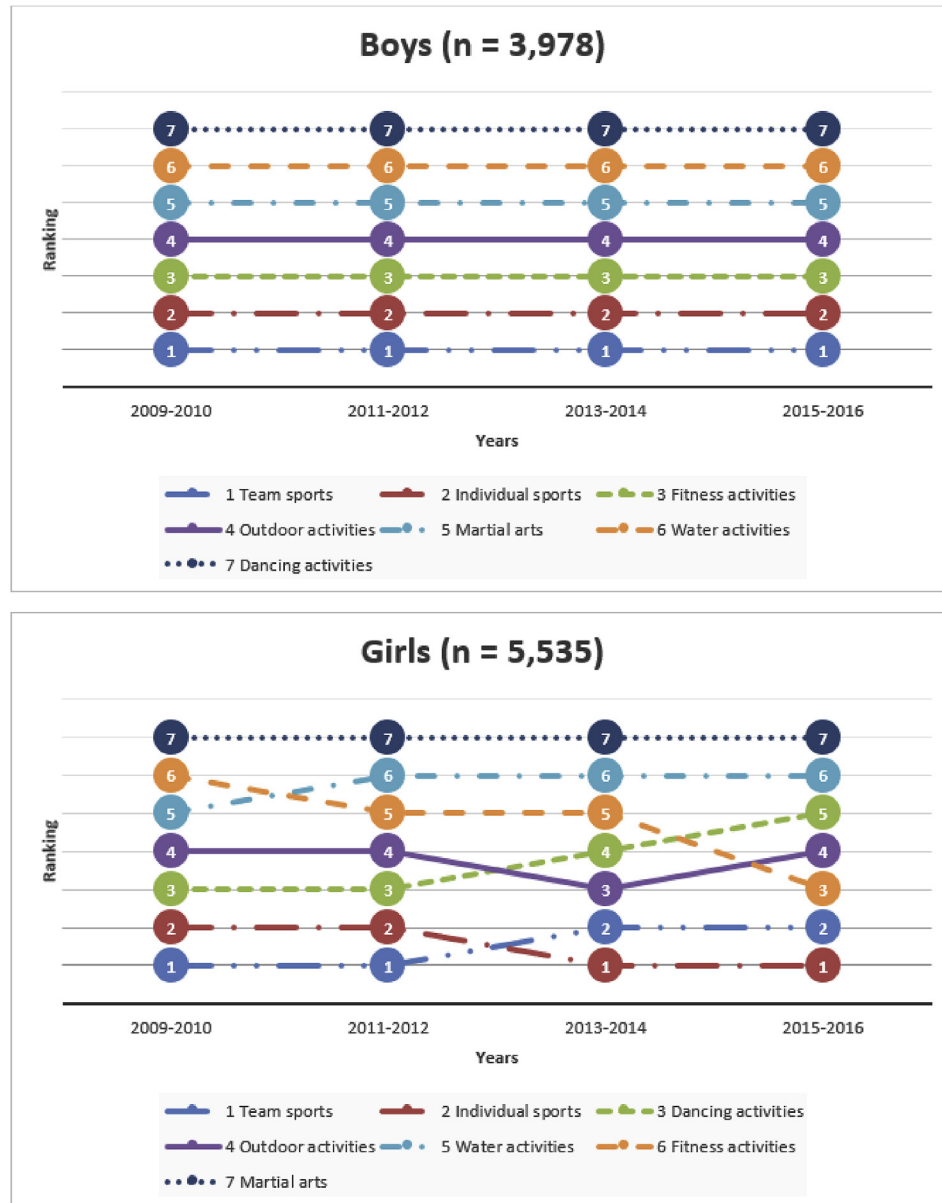 Boys (n = 3,978)
7 7 7 7
6 6 6 6
5 5 5 5
4 4 4 4
3 3 3 3
2 2 2 2
1 1 1 1
Ranking
2009-2010 2011-2012 2013-2014 2015-2016
Years
1 Team sports 2 Individual sports 3 Fitness activities
4 Outdoor activities 5 Martial arts 6 Water activities
7 Dancing activities
Girls (n = 5,535)
7 7 7 7
6 6 6 6
5 5 5 5
4 4 4 4
3 3 3 3
2 2 2 2
1 1 1 1
Ranking
2009-2010 2011-2012 2013-2014 2015-2016
Years
1 Team sports 2 Individual sports 3 Dancing activities
4 Outdoor activities 5 Water activities 6 Fitness activities
7 Martial arts